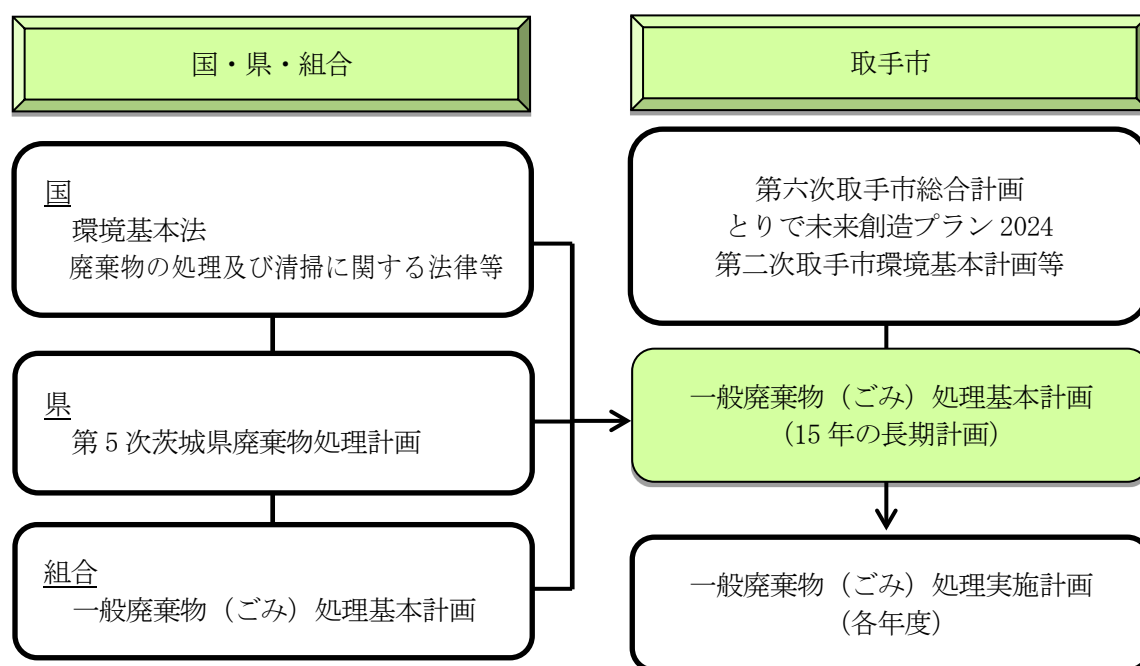 国・県・組合
国
環境基本法
廃棄物の処理及び清掃に関する法律等
県
第５次茨城県廃棄物処理計画
組合
一般廃棄物（ごみ）処理基本計画
取手市
第六次取手市総合計画
とりで未来創造プラン 2024
第二次取手市環境基本計画等
一般廃棄物（ごみ）処理基本計画
(15 年の長期計画)
一般廃棄物（ごみ）処理実施計画
(各年度)